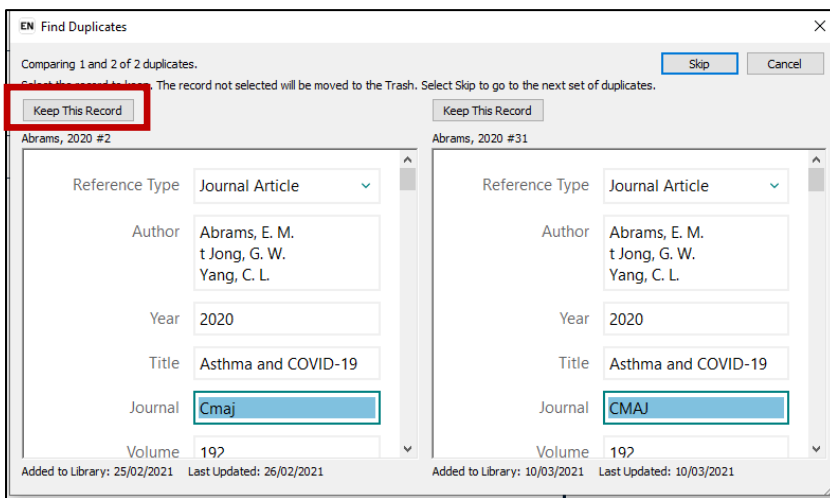 EN Find Duplicates
Comparing 1 and 2 of 2 duplicates.
Skip
Cancel
Select the record to keep. The record not selected will be moved to the Trash. Select Skip to go to the next set of duplicates.
Keep This Record
Keep This Record
Abrams, 2020 #2
Abrams, 2020 #31
Reference Type Journal Article
Author Abrams, E. M.
t Jong, G. W.
Yang, C. L.
Year 2020
Title Asthma and COVID-19
Journal Cmaj
Volume 192
Added to Library: 25/02/2021 Last Updated: 26/02/2021
Reference Type Journal Article
Author Abrams, E. M.
t Jong, G. W.
Yang, C. L.
Year 2020
Title Asthma and COVID-19
Journal CMAJ
Volume 192
Added to Library: 10/03/2021 Last Updated: 10/03/2021